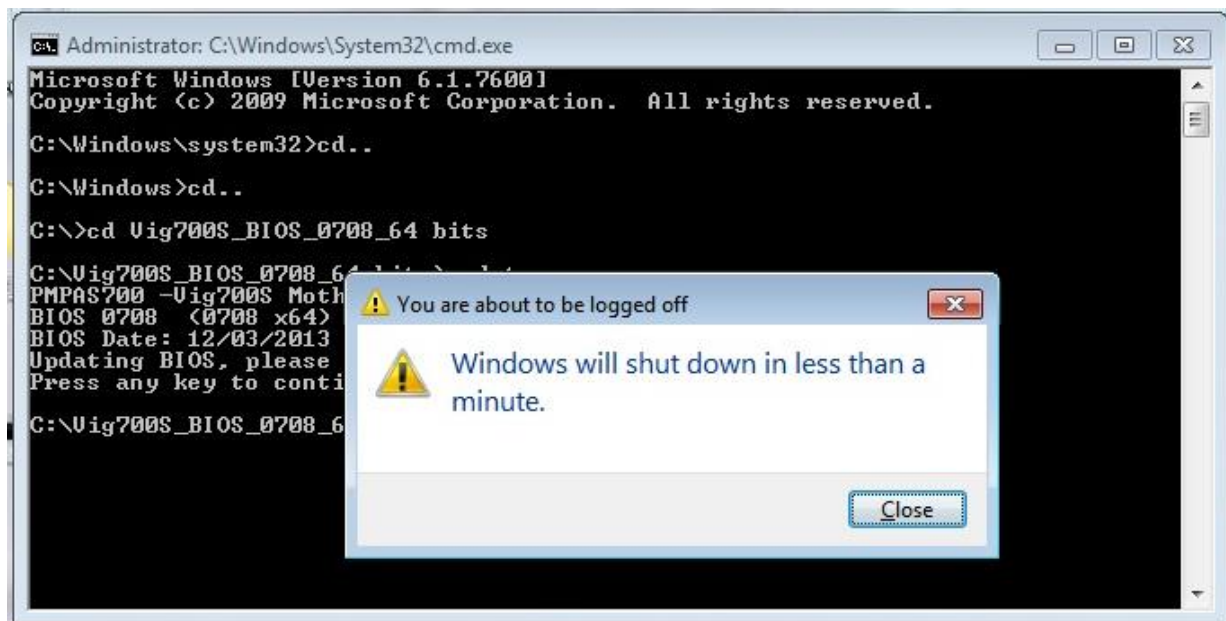 Administrator: C:\Windows\System32\cmd.exe
Microsoft Windows [Version 6.1.7600]
Copyright (c) 2009 Microsoft Corporation.  All rights reserved.
C:\Windows\system32>cd..
C:\Windows>cd..
C:\>cd Vig700S_BIOS_0708_64 bits
C:\Vig700S_BIOS_0708_6
PMPAS700 -Vig700S Moth
BIOS 0708  (0708 x64)
BIOS Date: 12/03/2013
Updating BIOS, please
Press any key to conti
C:\Vig700S_BIOS_0708_6
You are about to be logged off
Windows will shut down in less than a
minute.
Close